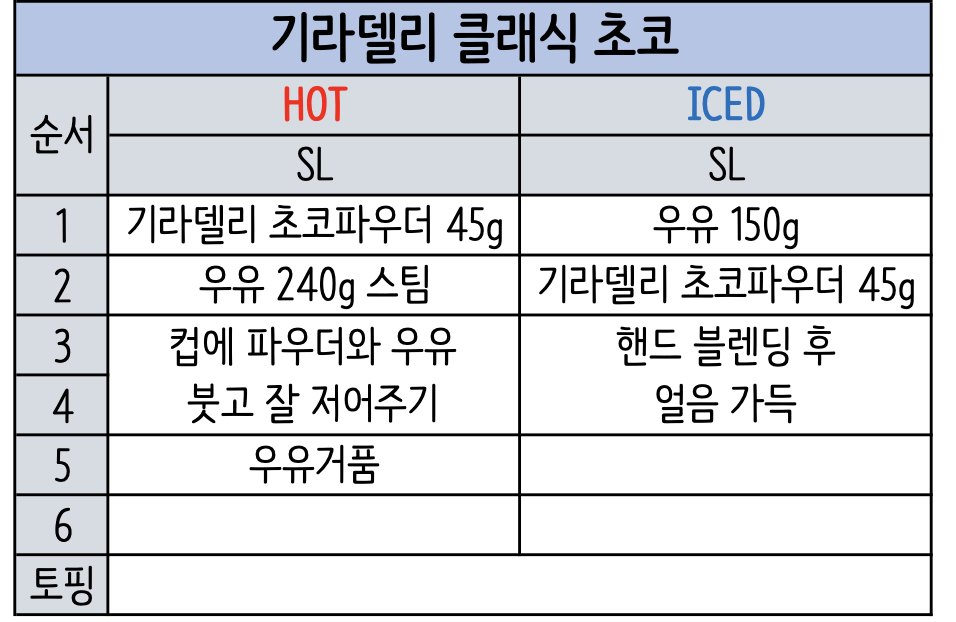 기라델리 클래식 초코
순서 HOT ICED
SL SL
1 기라델리 초코파우더 45g 우유 150g
2 우유 240g 스팀 기라델리 초코파우더 45g
3 컵에 파우더와 우유 핸드 블렌딩 후
4 붓고 잘 저어주기 얼음 가득
5 우유거품
6
토핑